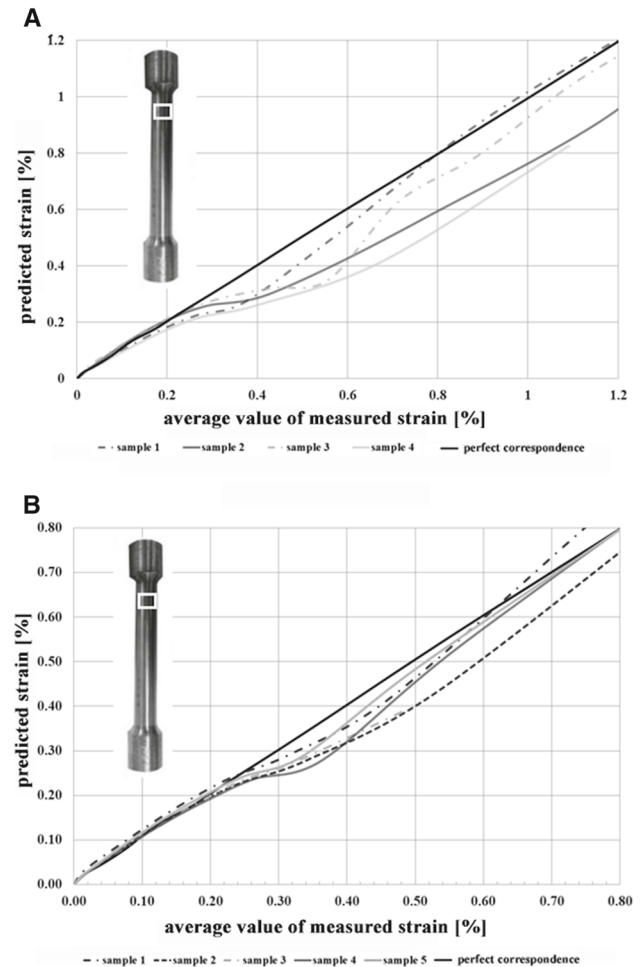 A
1.2
1
0.8
0.6
0.4
0.2
0
predicted strain [%]
0 0.2 0.4 0.6 0.8 1 1.2
average value of measured strain [%]
sample 1 sample 2 sample 3 sample 4 perfect correspondence
B
0.80
0.70
0.60
0.50
0.40
0.30
0.20
0.10
0.00
predicted strain [%]
0.00 0.10 0.20 0.30 0.40 0.50 0.60 0.70 0.80
average value of measured strain [%]
sample 1 sample 2 sample 3 sample 4 sample 5 perfect correspondence